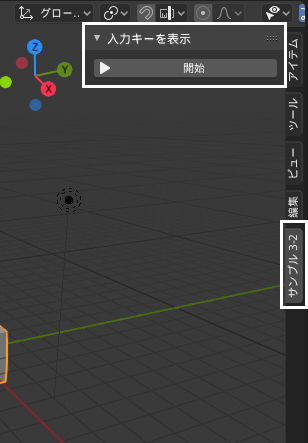 グロー..
入力キーを表示
開始
Z
Y
X
アイテム
ツール
ビュー
編集
サンプル 3-2